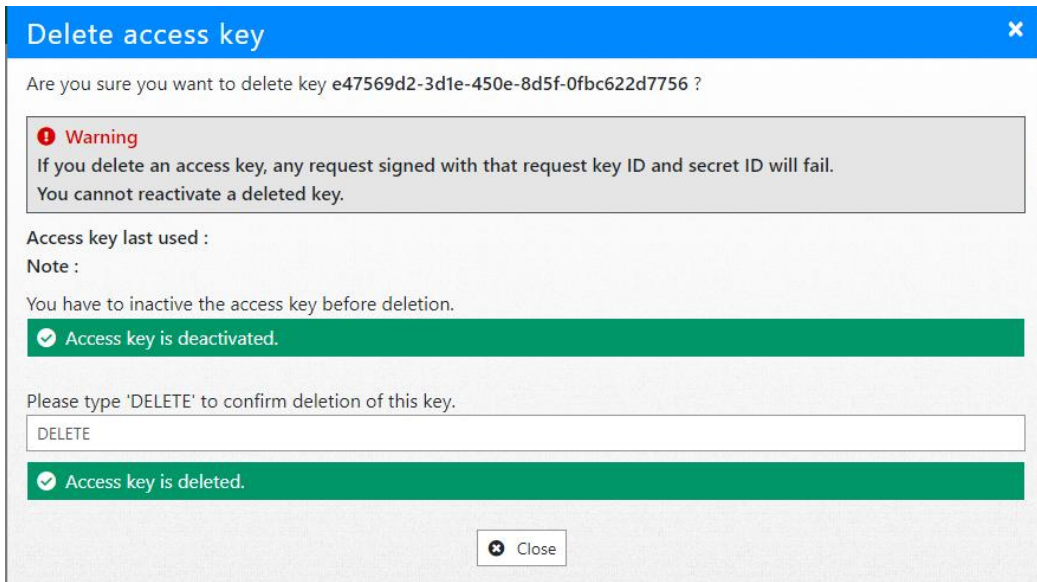 Delete access key
Are you sure you want to delete key e47569d2-3d1e-450e-8d5f-0fbc622d7756 ?
Warning
If you delete an access key, any request signed with that request key ID and secret ID will fail.
You cannot reactivate a deleted key.
Access key last used :
Note :
You have to inactive the access key before deletion.
Access key is deactivated.
Please type 'DELETE' to confirm deletion of this key.
DELETE
Access key is deleted.
Close